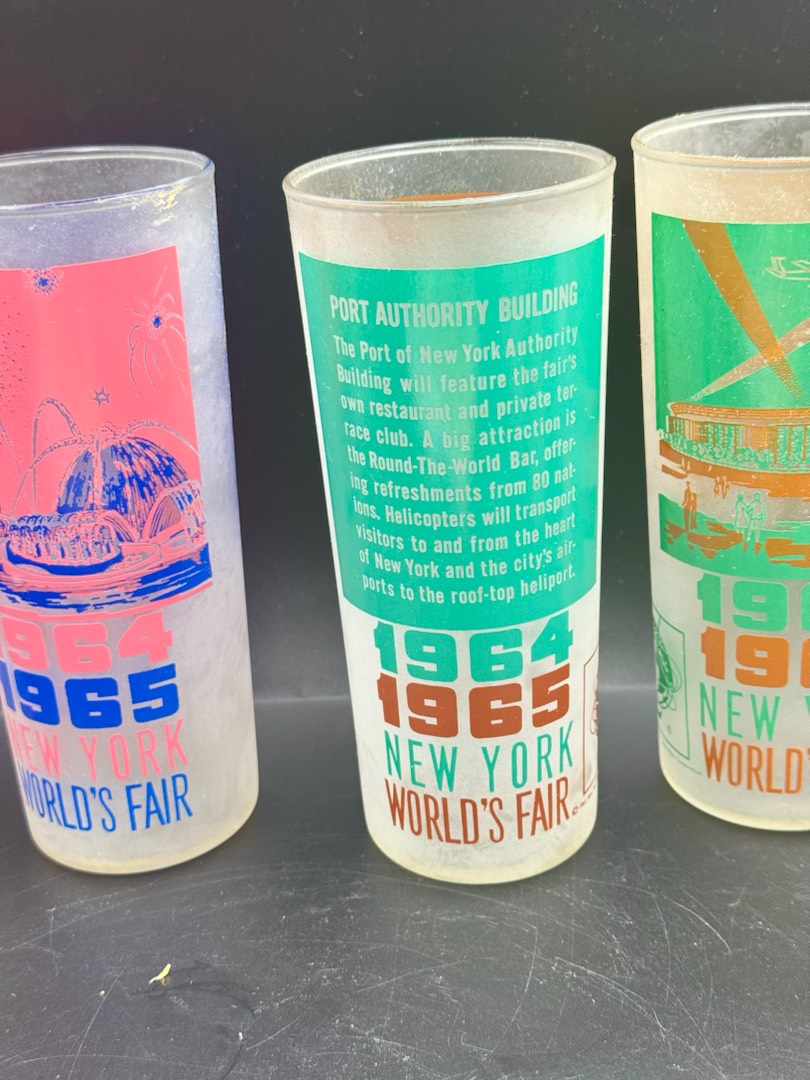 1964
1965
NEW YORK
WORLD'S FAIR
PORT AUTHORITY BUILDING
The Port of New York Authority
Building will feature the fair's
own restaurant and private ter-
race club. A big attraction is
the Round-The-World Bar, offer-
ing refreshments from 80 nat-
ions. Helicopters will transport
visitors to and from the heart
of New York and the city's air-
ports to the roof-top heliport.
1964
1965
NEW YORK
WORLD'S FAIR
196
196
NEW Y
WORLD'